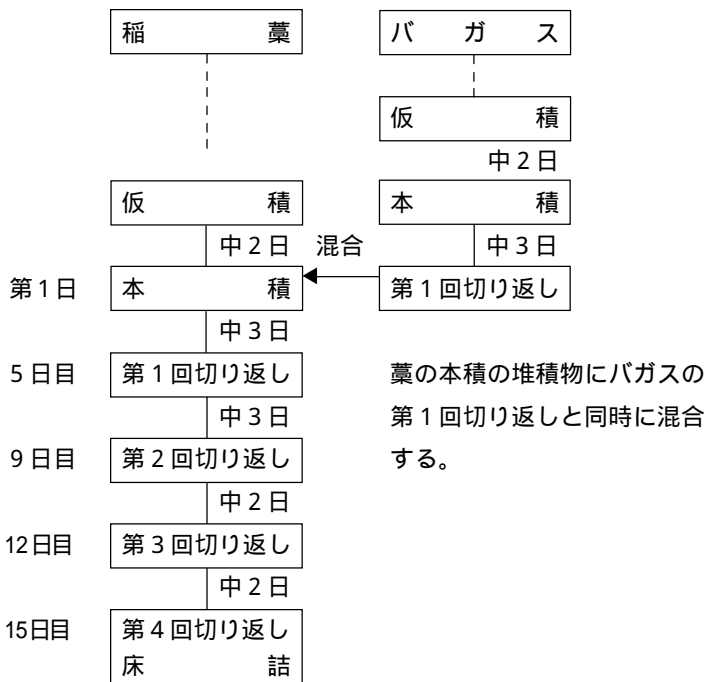 稲藁
バガス
仮積
中2日
仮積
本積
中2日
混合
中3日
第1日
本積
第1回切り返し
中3日
5日目
第1回切り返し
藁の本積の堆積物にバガスの
中3日
第1回切り返しと同時に混合
9日目
第2回切り返し
する。
中2日
12日目
第3回切り返し
中2日
15日目
第4回切り返し
床詰